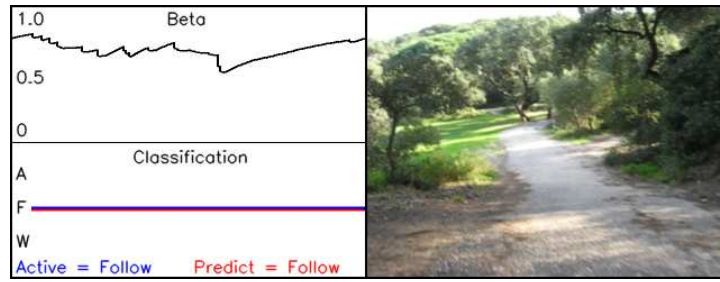 1.0 Beta
0.5
0
Classification
A
F
W
Active = Follow Predict = Follow